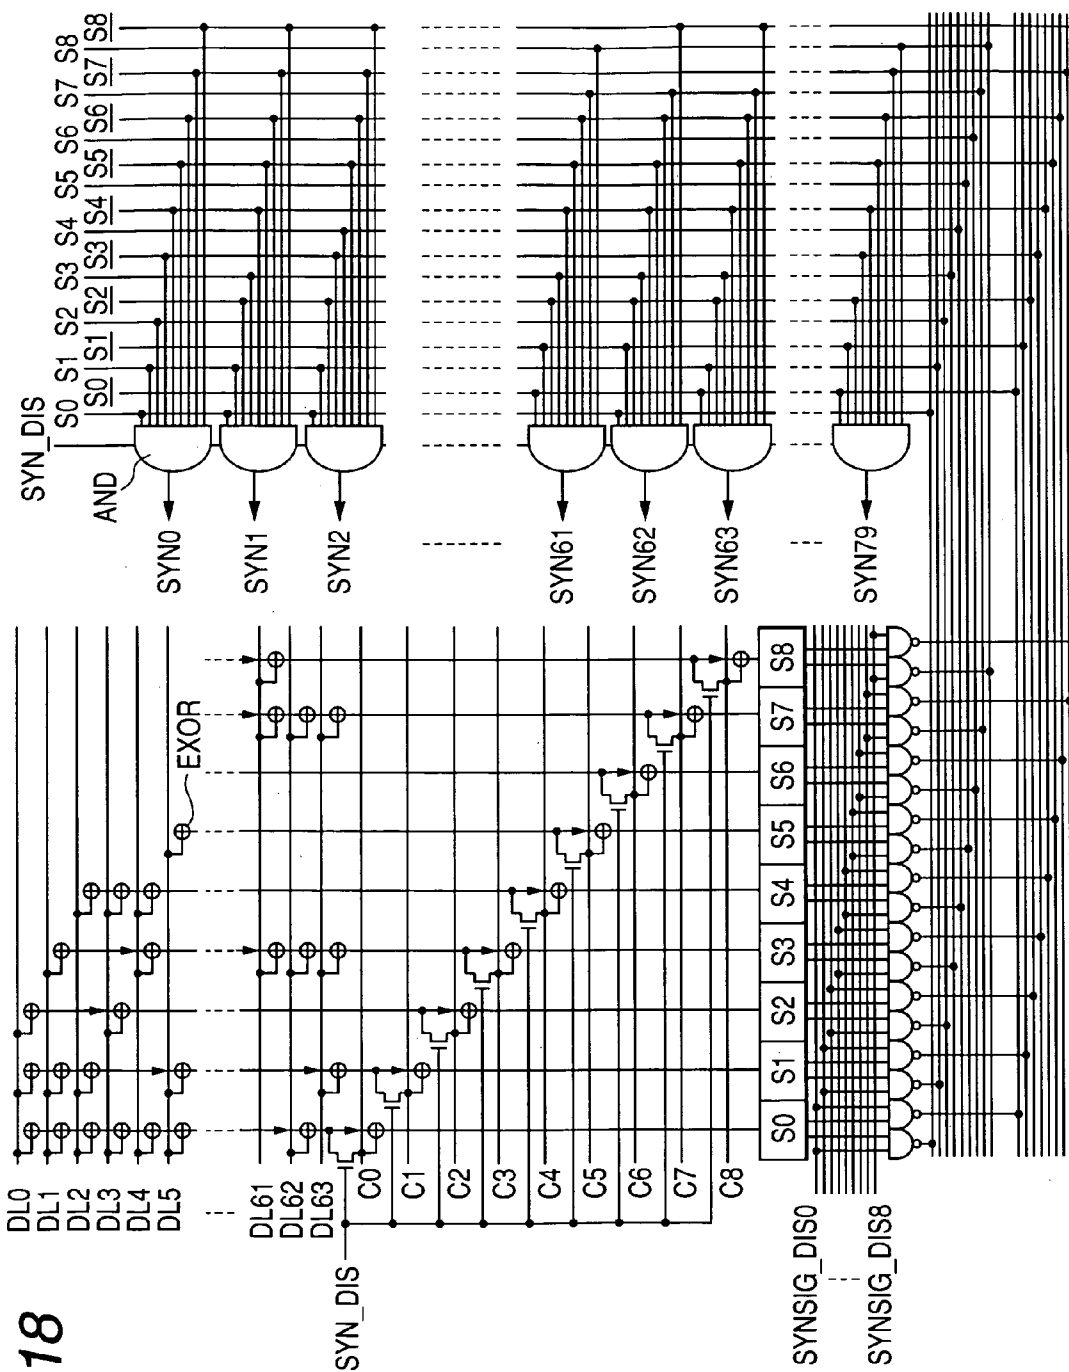 18
SYN_DIS
S0 S0 S1 S1 S2 S2 S3 S3 S4 S4 S5 S5 S6 S6 S7 S7 S8 S8
AND
SYN0
SYN1
SYN2
SYN61
SYN62
SYN63
SYN79
DL0
DL1
DL2
DL3
DL4
DL5
EXOR
DL61
DL62
DL63
SYN_DIS
C0
C1
C2
C3
C4
C5
C6
C7
C8
S0 S1 S2 S3 S4 S5 S6 S7 S8
SYNSIG_DIS0
SYNSIG_DIS8